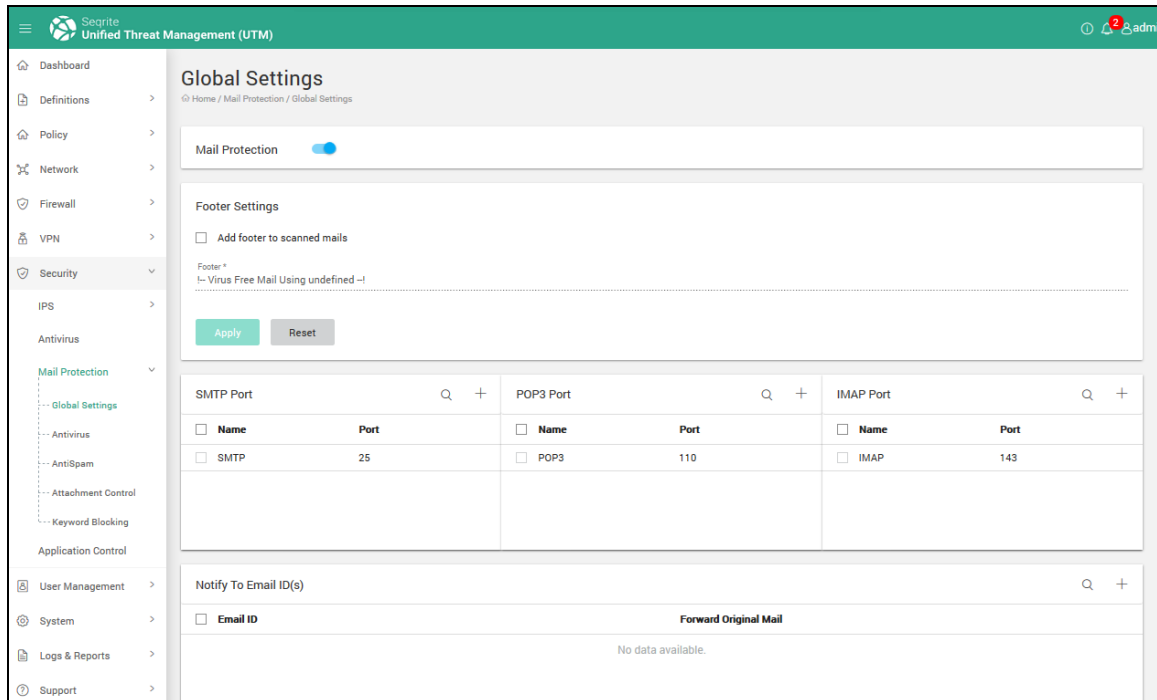 Seqrite
Unified Threat Management (UTM)
2
admi
Dashboard
Definitions
Policy
Network
Firewall
VPN
Security
IPS
Antivirus
Mail Protection
Global Settings
Antivirus
AntiSpam
Attachment Control
Keyword Blocking
Application Control
User Management
System
Logs & Reports
Support
Global Settings
Home / Mail Protection / Global Settings
Mail Protection
Footer Settings
Add footer to scanned mails
Footer *
!-- Virus Free Mail Using undefined --!
Apply Reset
SMTP Port
Name Port
SMTP 25
POP3 Port
Name Port
POP3 110
IMAP Port
Name Port
IMAP 143
Notify To Email ID(s)
Email ID Forward Original Mail
No data available.